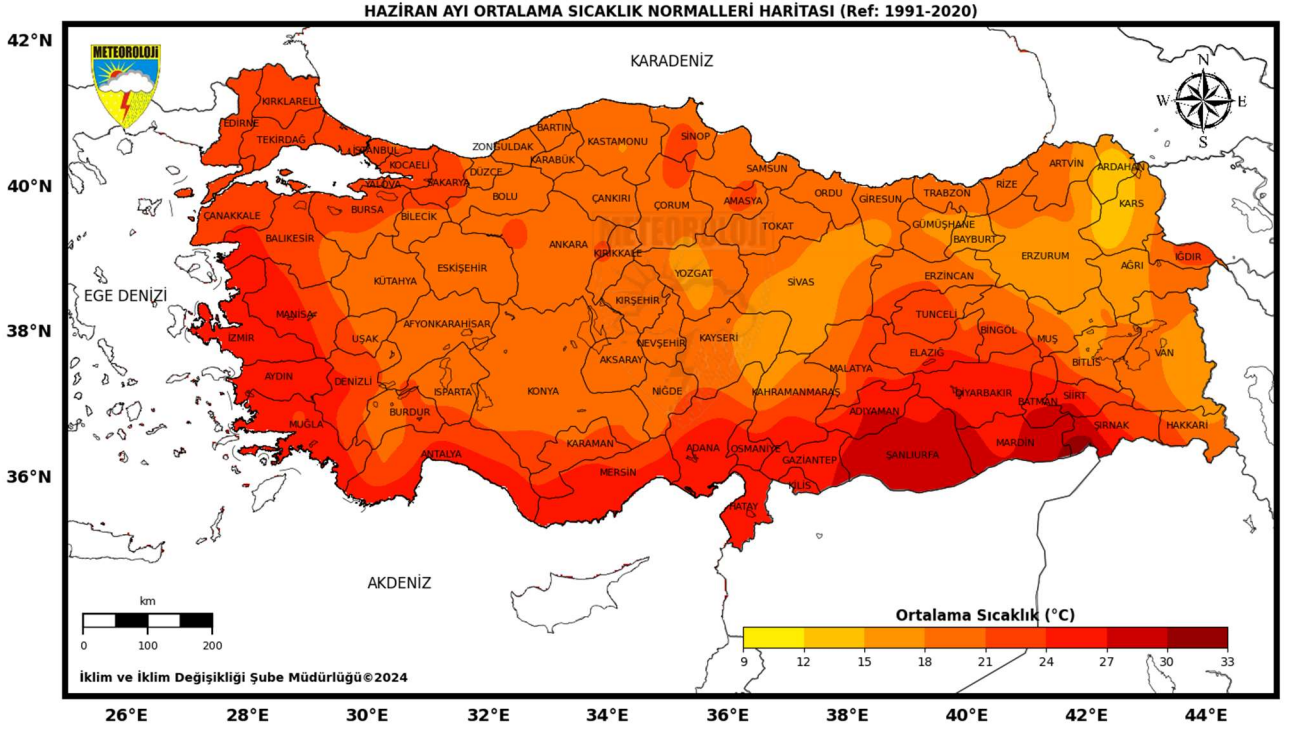 HAZİRAN AYI ORTALAMA SICAKLIK NORMALLERİ HARİTASI (Ref: 1991-2020)
42°N
40°N
38°N
36°N
METEOROLOJİ
KARADENİZ
N
W
E
S
KIRKLARELİ
EDİRNE
TEKİRDAĞ
İSTANBUL
KOCAELİ
YALOVA
SAKARYA
ZONGULDAK
BARTIN
KASTAMONU
SİNOP
KARABÜK
DÜZCE
BOLU
SAMSUN
ARTVİN
ARDAHAN
ORDU
GİRESUN
TRABZON
RİZE
KARS
ÇANAKKALE
BURSA
BİLECİK
ÇANKIRI
ÇORUM
AMASYA
TOKAT
METEOROLOJİ
GÜMÜŞHANE
BAYBURT
BALIKESİR
ANKARA
KIRIKKALE
ERZURUM
AĞRI
IĞDIR
ESKİŞEHİR
KÜTAHYA
YOZGAT
SİVAS
ERZİNCAN
EGE DENİZİ
MANİSA
KIRŞEHİR
TUNCELİ
BİNGÖL
MUŞ
İZMİR
UŞAK
AFYONKARAHİSAR
NEVŞEHİR
KAYSERİ
AKSARAY
ELAZIĞ
BİTLİS
VAN
AYDIN
DENİZLİ
ISPARTA
KONYA
NİĞDE
KAHRAMANMARAŞ
MALATYA
DİYARBAKIR
BATMAN
SİİRT
BURDUR
ADIYAMAN
MUĞLA
ŞIRNAK
HAKKARİ
ANTALYA
KARAMAN
MERSİN
ADANA
OSMANİYE
GAZİANTEP
ŞANLIURFA
MARDİN
KİLİS
HATAY
AKDENİZ
km
0 100 200
Ortalama Sıcaklık (°C)
9 12 15 18 21 24 27 30 33
İklim ve İklim Değişikliği Şube Müdürlüğü©2024
26°E 28°E 30°E 32°E 34°E 36°E 38°E 40°E 42°E 44°E